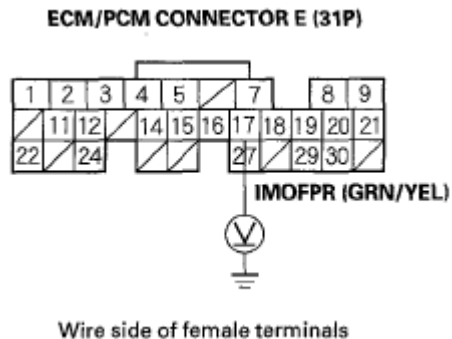 ECM/PCM CONNECTOR E (31P)
1 2 3 4 5 7 8 9
11 12 14 15 16 17 18 19 20 21
22 24 27 29 30
IMOFPR (GRN/YEL)
V
Wire side of female terminals